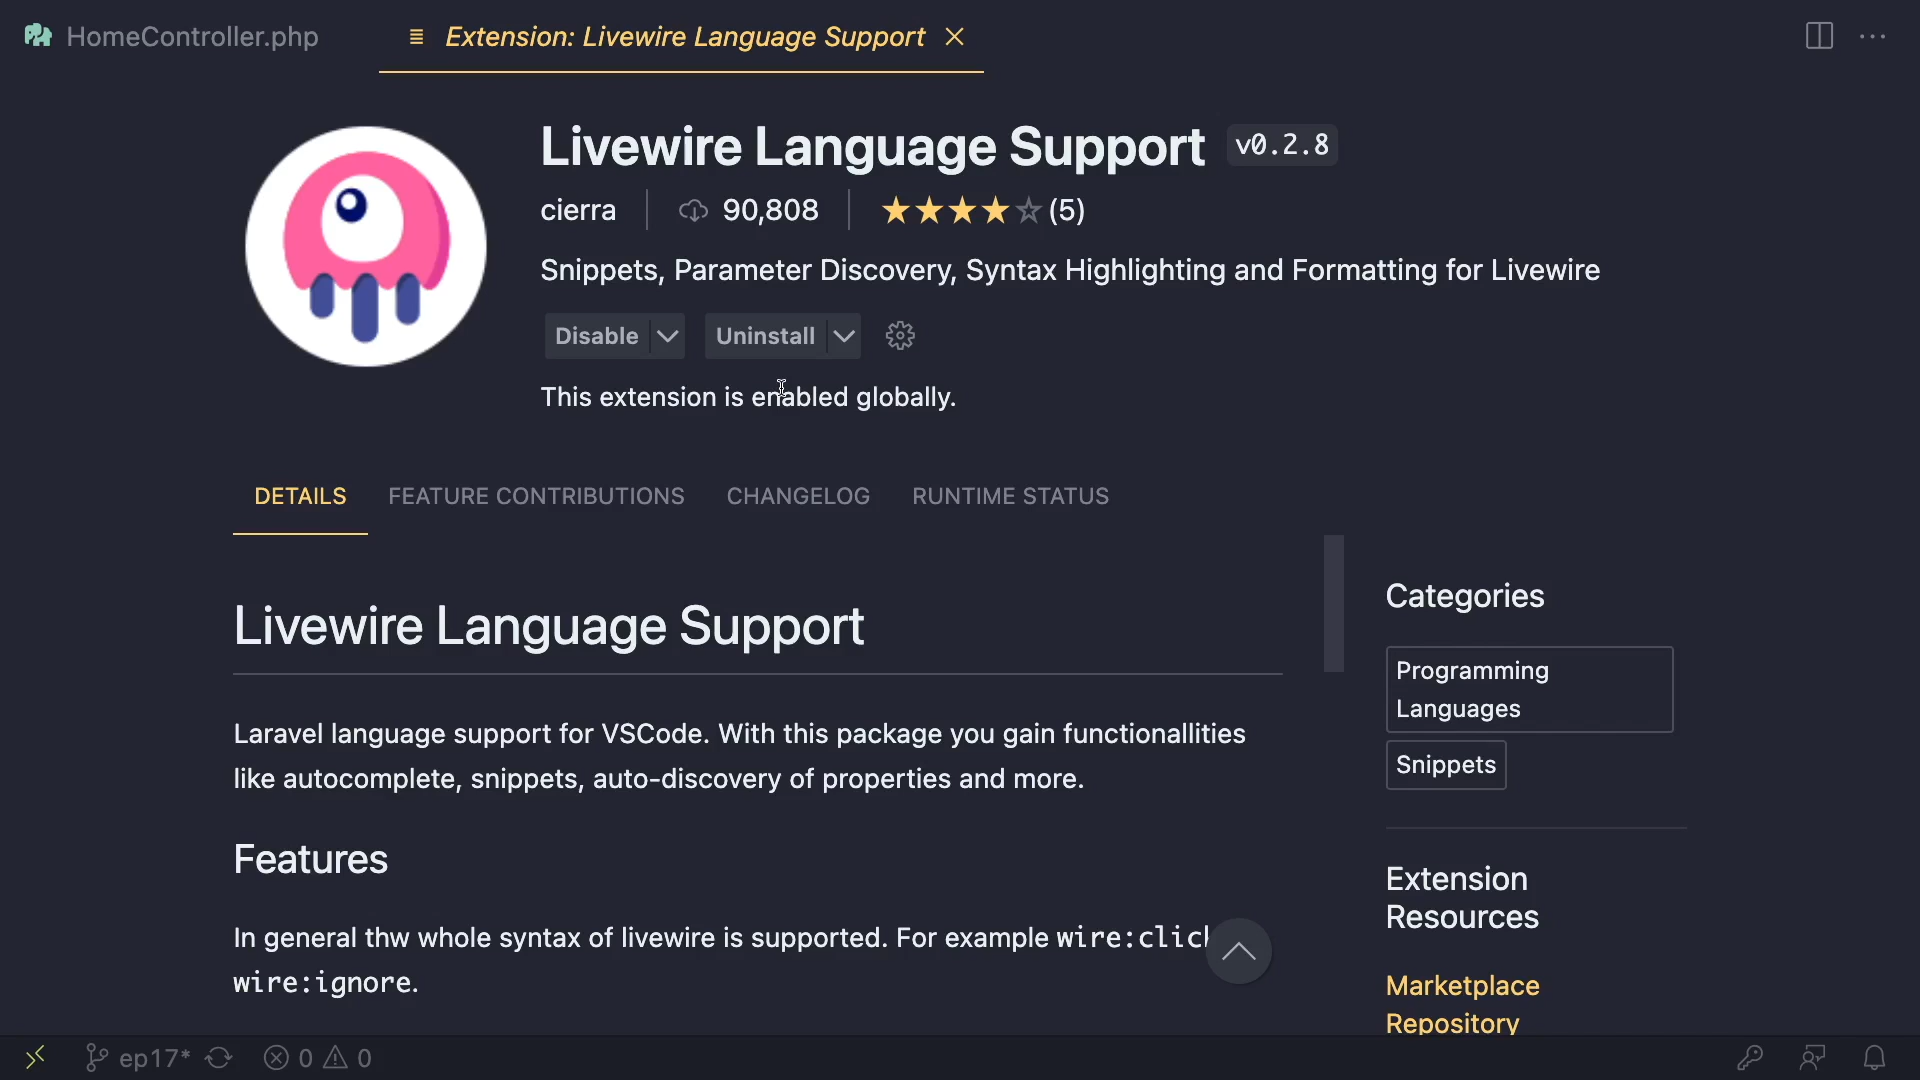 HomeController.php
Extension: Livewire Language Support
Livewire Language Support v0.2.8
cierra 90,808 (5)
Snippets, Parameter Discovery, Syntax Highlighting and Formatting for Livewire
Disable Uninstall
This extension is enabled globally.
DETAILS FEATURE CONTRIBUTIONS CHANGELOG RUNTIME STATUS
Livewire Language Support
Laravel language support for VSCode. With this package you gain functionallities
like autocomplete, snippets, auto-discovery of properties and more.
Features
In general thw whole syntax of livewire is supported. For example wire:click
wire:ignore.
Categories
Programming
Languages
Snippets
Extension
Resources
Marketplace
Repository
ep17* 0 0